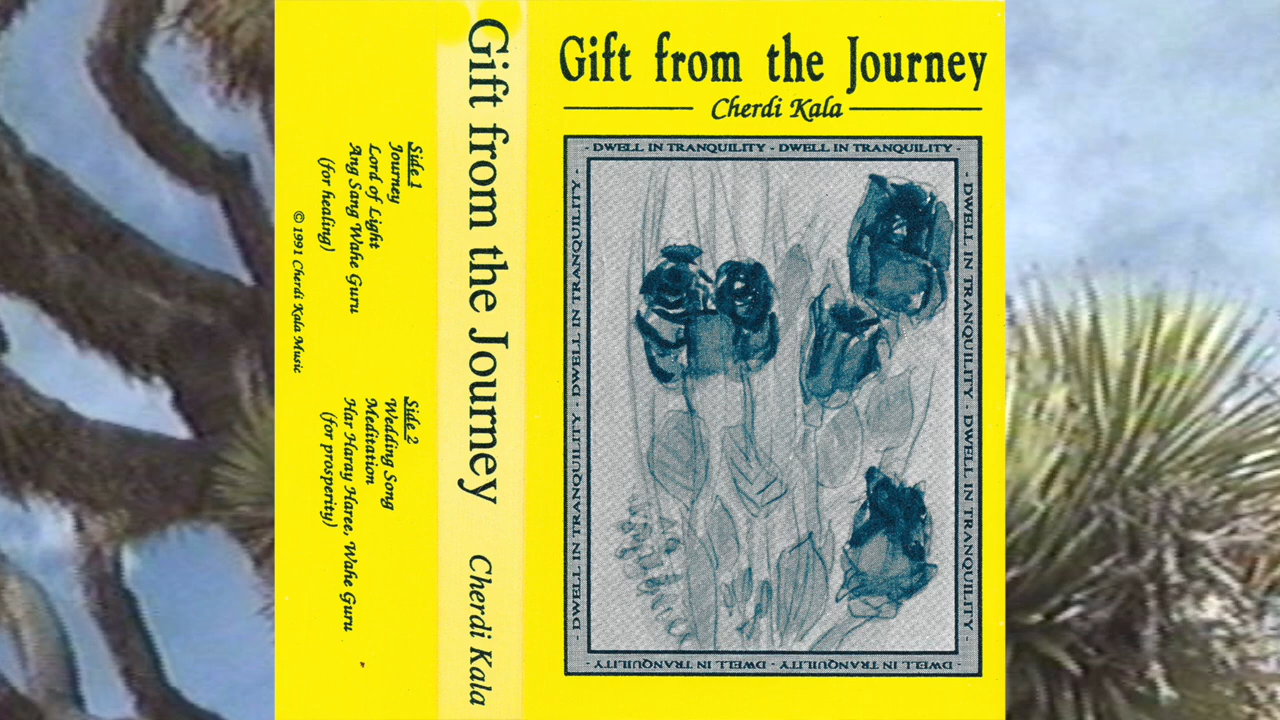 Gift from the Journey
Cherdi Kala
- DWELL IN TRANQUILITY - DWELL IN TRANQUILITY -
- DWELL IN TRANQUILITY - DWELL IN TRANQUILITY -
- DWELL IN TRANQUILITY - DWELL IN TRANQUILITY -
- DWELL IN TRANQUILITY - DWELL IN TRANQUILITY -
Gift from the Journey Cherdi Kala
Side 1
Journey
Lord of Light
Ang Sang Wahe Guru
(for healing)
Side 2
Wedding Song
Meditation
Har Haray Haree, Wahe Guru
(for prosperity)
© 1991 Cherdi Kala Music